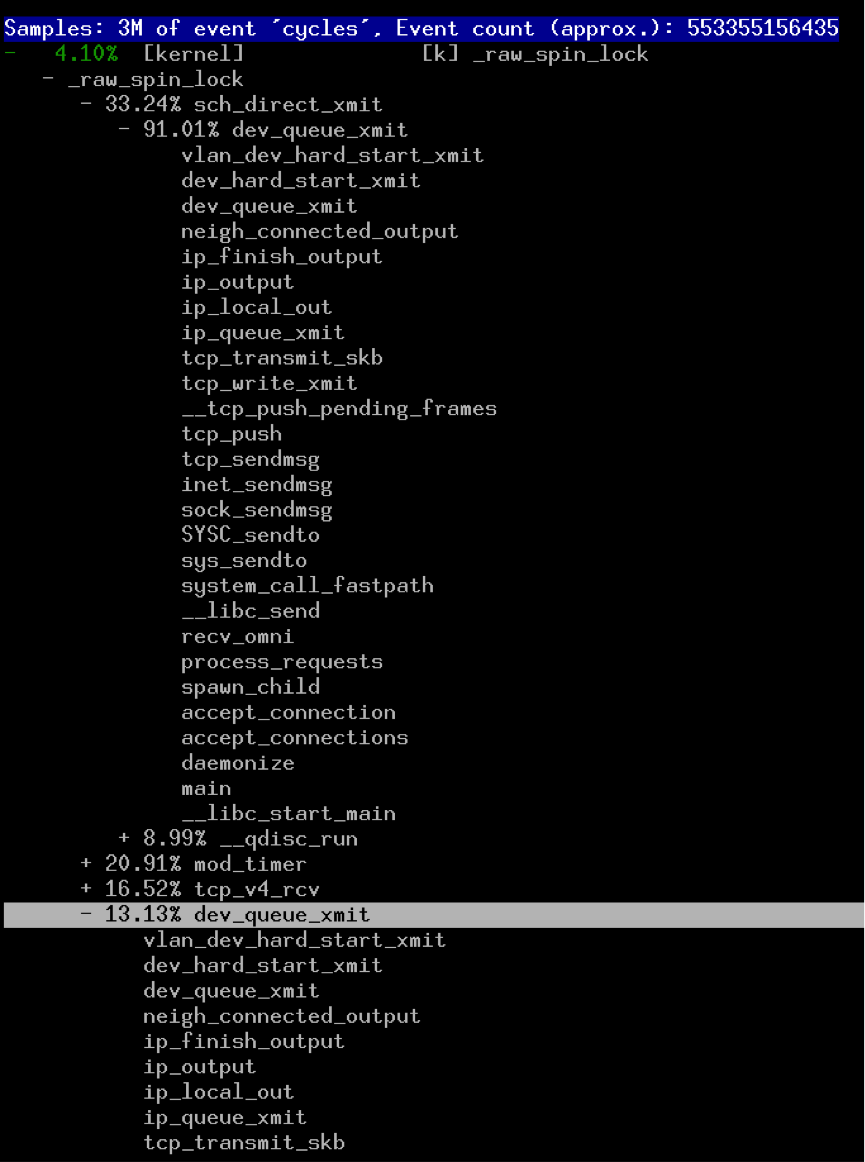 Samples: 3M of event ´cycles´, Event count (approx.): 553355156435
-   4.10%  [kernel]              [k] _raw_spin_lock
   - _raw_spin_lock
      - 33.24% sch_direct_xmit
         - 91.01% dev_queue_xmit
              vlan_dev_hard_start_xmit
              dev_hard_start_xmit
              dev_queue_xmit
              neigh_connected_output
              ip_finish_output
              ip_output
              ip_local_out
              ip_queue_xmit
              tcp_transmit_skb
              tcp_write_xmit
              __tcp_push_pending_frames
              tcp_push
              tcp_sendmsg
              inet_sendmsg
              sock_sendmsg
              SYSC_sendto
              sys_sendto
              system_call_fastpath
              __libc_send
              recv_omni
              process_requests
              spawn_child
              accept_connection
              accept_connections
              daemonize
              main
              __libc_start_main
         + 8.99% __qdisc_run
      + 20.91% mod_timer
      + 16.52% tcp_v4_rcv
      - 13.13% dev_queue_xmit
           vlan_dev_hard_start_xmit
           dev_hard_start_xmit
           dev_queue_xmit
           neigh_connected_output
           ip_finish_output
           ip_output
           ip_local_out
           ip_queue_xmit
           tcp_transmit_skb